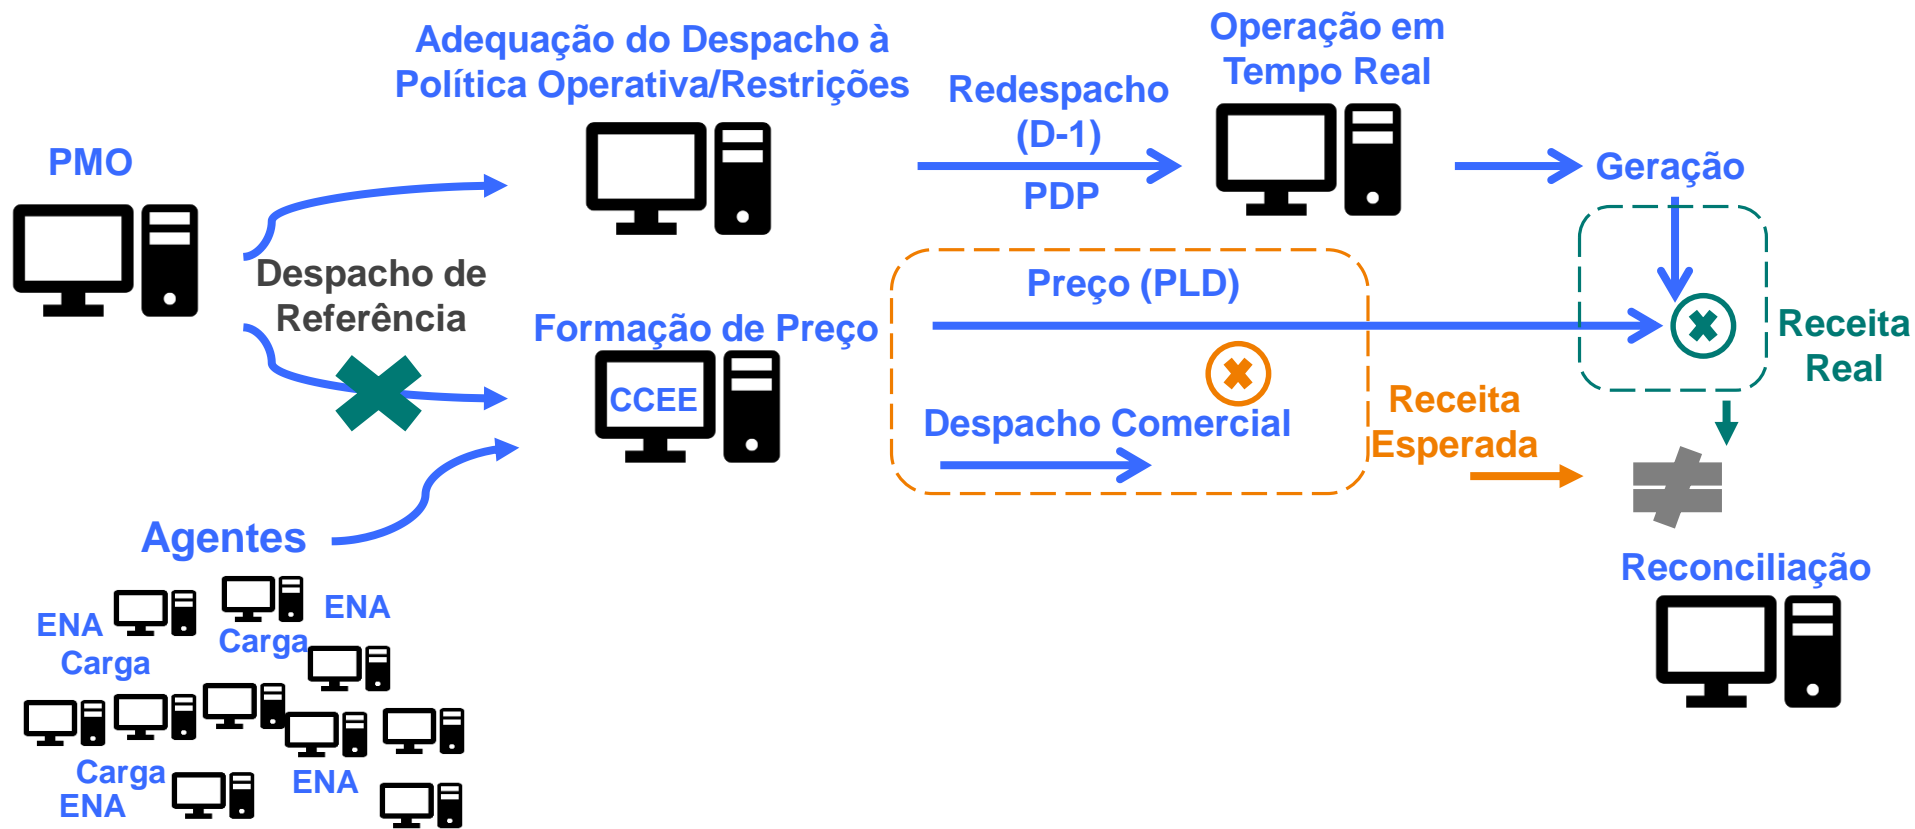 Adequação do Despacho à
Política Operativa/Restrições
Operação em
Tempo Real
Redespacho
(D-1)
PDP
PMO
Geração
Despacho de
Referência
Formação de Preço
CCEE
Preço (PLD)
Despacho Comercial
Receita
Esperada
Receita
Real
Agentes
ENA
Carga
Carga
ENA
Carga
ENA
ENA
Reconciliação